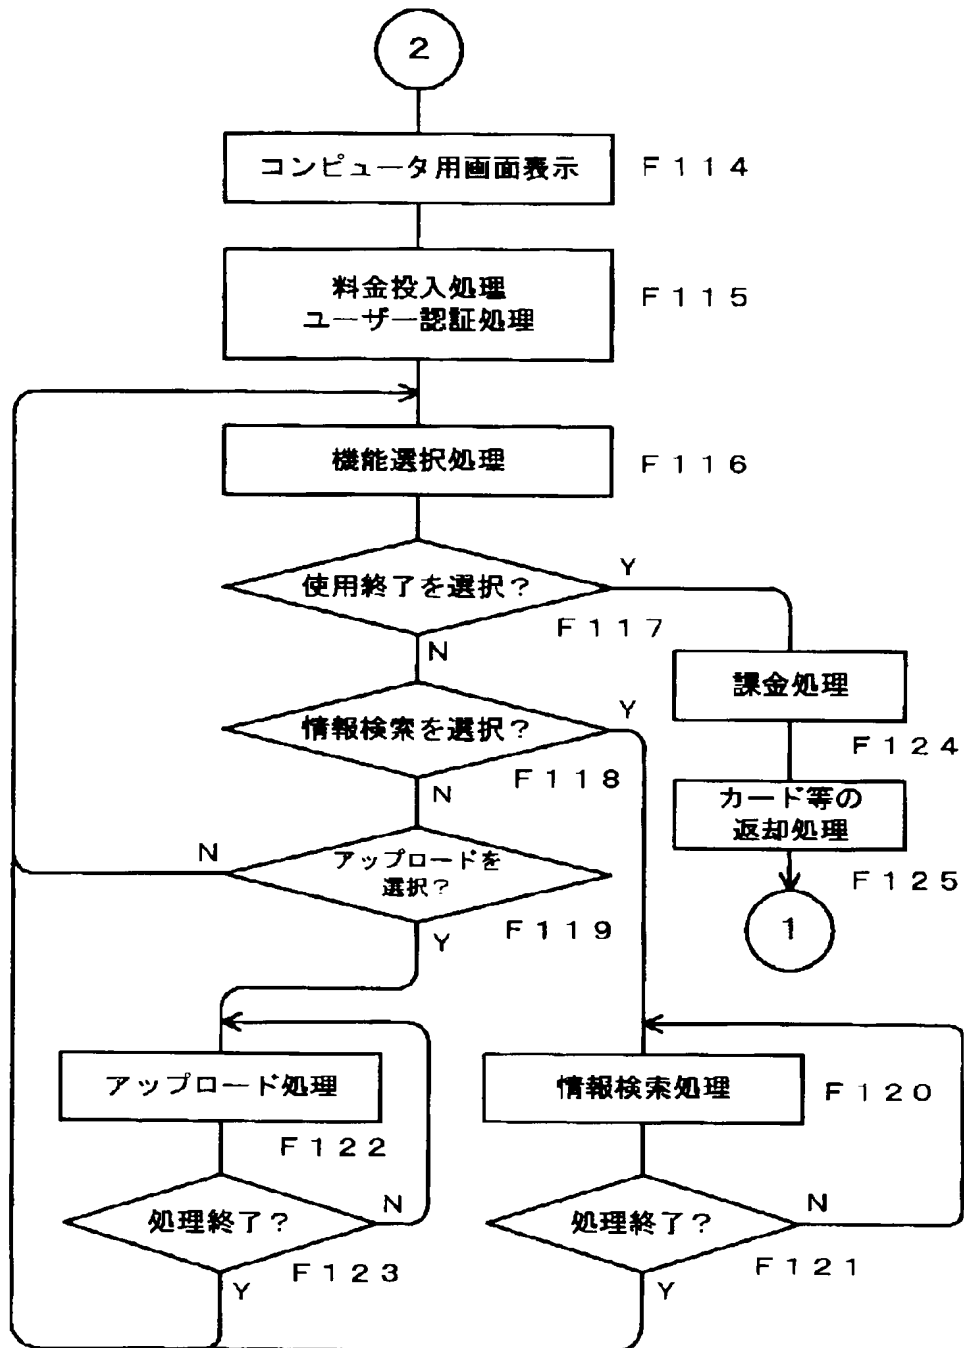 2
コンピュータ用画面表示
F114
料金投入処理
ユーザー認証処理
F115
機能選択処理
F116
使用終了を選択?
Y
F117
N
課金処理
F124
情報検索を選択?
Y
F118
N
カード等の
返却処理
F125
1
アップロードを
選択?
N
F119
Y
アップロード処理
F122
情報検索処理
F120
処理終了?
N
F123
Y
処理終了?
N
F121
Y